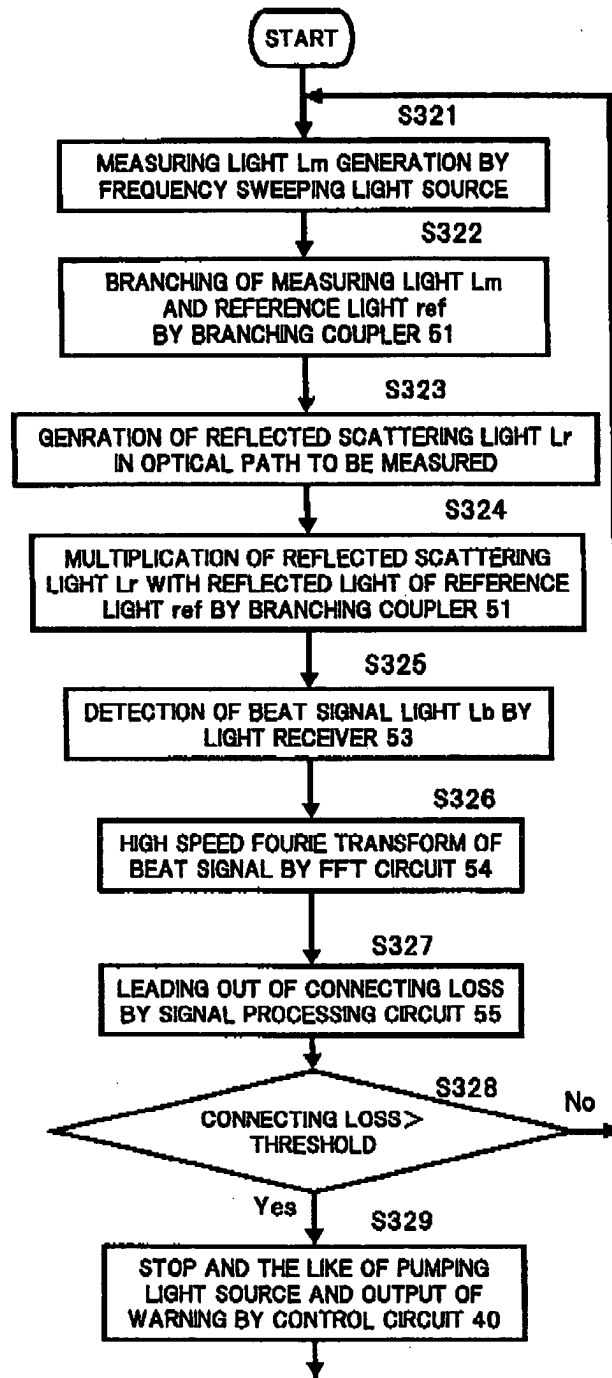 START
S321
MEASURING LIGHT Lm GENERATION BY
FREQUENCY SWEEPING LIGHT SOURCE
S322
BRANCHING OF MEASURING LIGHT Lm
AND REFERENCE LIGHT ref
BY BRANCHING COUPLER 51
S323
GENRATION OF REFLECTED SCATTERING LIGHT Lr
IN OPTICAL PATH TO BE MEASURED
S324
MULTIPLICATION OF REFLECTED SCATTERING
LIGHT Lr WITH REFLECTED LIGHT OF REFERENCE
LIGHT ref BY BRANCHING COUPLER 51
S325
DETECTION OF BEAT SIGNAL LIGHT Lb BY
LIGHT RECEIVER 53
S326
HIGH SPEED FOURIE TRANSFORM OF
BEAT SIGNAL BY FFT CIRCUIT 54
S327
LEADING OUT OF CONNECTING LOSS
BY SIGNAL PROCESSING CIRCUIT 55
S328
CONNECTING LOSS>
THRESHOLD
No
Yes
S329
STOP AND THE LIKE OF PUMPING
LIGHT SOURCE AND OUTPUT OF
WARNING BY CONTROL CIRCUIT 40